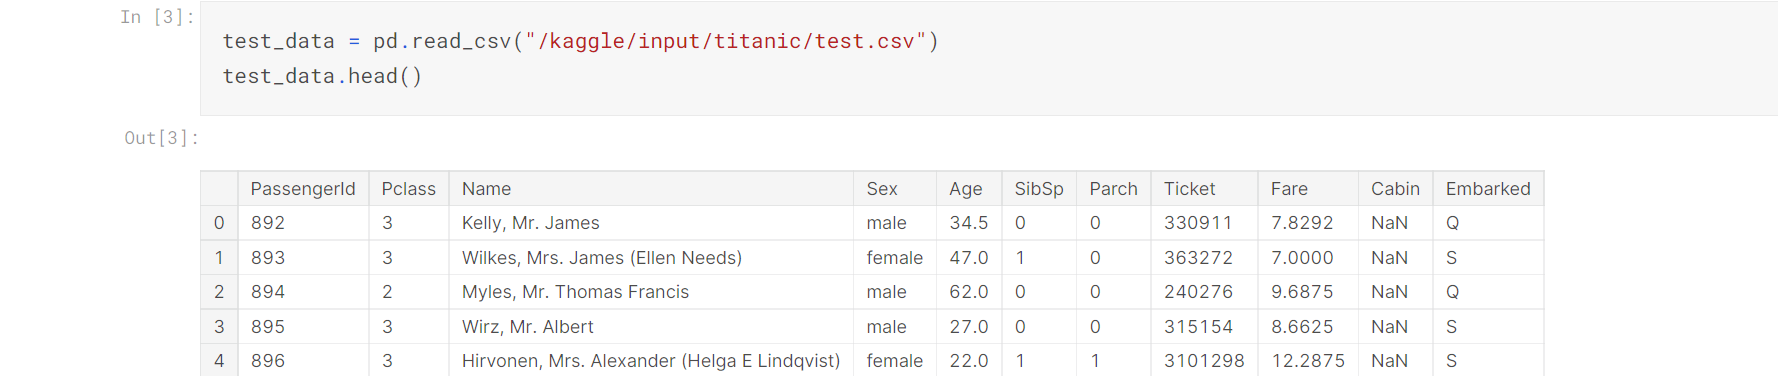 In [3]:
test_data = pd.read_csv("/kaggle/input/titanic/test.csv")
test_data.head()
Out[3]:
PassengerId Pclass Name Sex Age SibSp Parch Ticket Fare Cabin Embarked
0 892 3 Kelly, Mr. James male 34.5 0 0 330911 7.8292 NaN Q
1 893 3 Wilkes, Mrs. James (Ellen Needs) female 47.0 1 0 363272 7.0000 NaN S
2 894 2 Myles, Mr. Thomas Francis male 62.0 0 0 240276 9.6875 NaN Q
3 895 3 Wirz, Mr. Albert male 27.0 0 0 315154 8.6625 NaN S
4 896 3 Hirvonen, Mrs. Alexander (Helga E Lindqvist) female 22.0 1 1 3101298 12.2875 NaN S